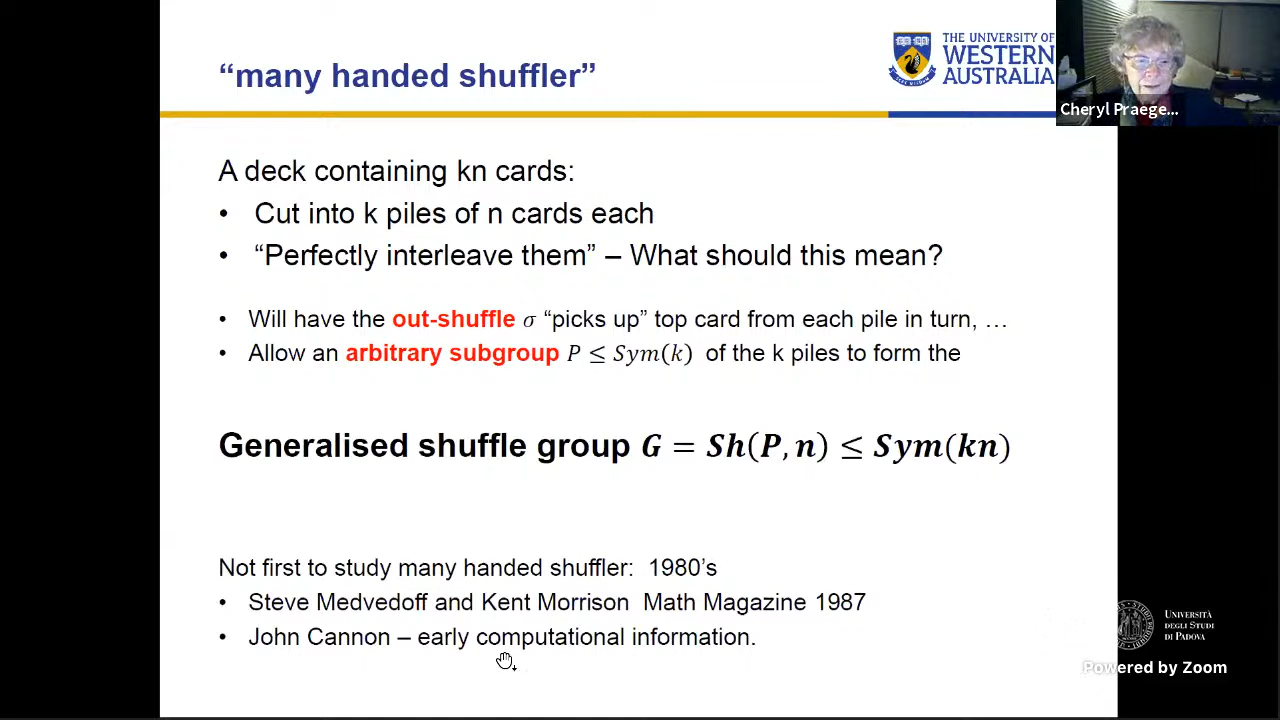 “many handed shuffler”
THE UNIVERSITY OF
WESTERN
AUSTRALIA
Cheryl Praege...
A deck containing kn cards:
• Cut into k piles of n cards each
• “Perfectly interleave them” – What should this mean?
• Will have the out-shuffle 𝜎 “picks up” top card from each pile in turn, …
• Allow an arbitrary subgroup 𝑃 ≤ 𝑆𝑦𝑚(𝑘) of the k piles to form the
Generalised shuffle group 𝑮 = 𝑺𝒉(𝑷, 𝒏) ≤ 𝑺𝒚𝒎(𝒌𝒏)
Not first to study many handed shuffler: 1980’s
• Steve Medvedoff and Kent Morrison Math Magazine 1987
• John Cannon – early computational information.
UNIVERSITÀ
DEGLI STUDI
DI PADOVA
Powered by Zoom